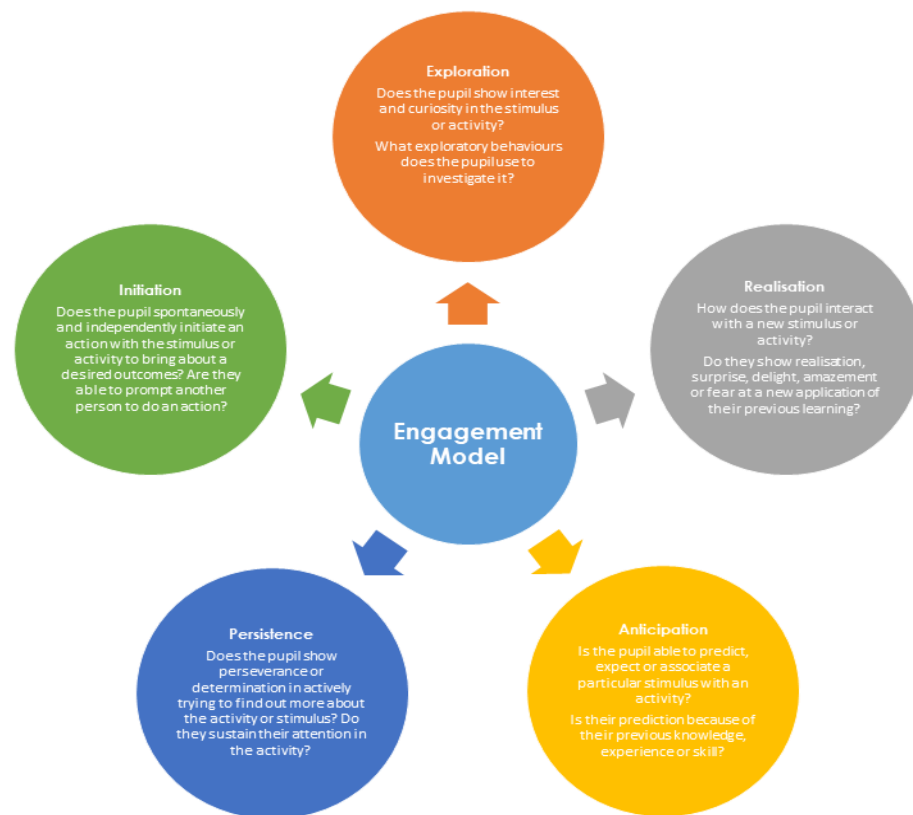 Exploration
Does the pupil show interest
and curiosity in the stimulus
or activity?
What exploratory behaviours
does the pupil use to
investigate it?
Realisation
How does the pupil interact
with a new stimulus or
activity?
Do they show realisation,
surprise, delight, amazement
or fear at a new application of
their previous learning?
Anticipation
Is the pupil able to predict,
expect or associate a
particular stimulus with an
activity?
Is their prediction because of
their previous knowledge,
experience or skill?
Persistence
Does the pupil show
perseverance or
determination in actively
trying to find out more about
the activity or stimulus? Do
they sustain their attention in
the activity?
Initiation
Does the pupil spontaneously
and independently initiate an
action with the stimulus or
activity to bring about a
desired outcomes? Are they
able to prompt another
person to do an action?
Engagement
Model